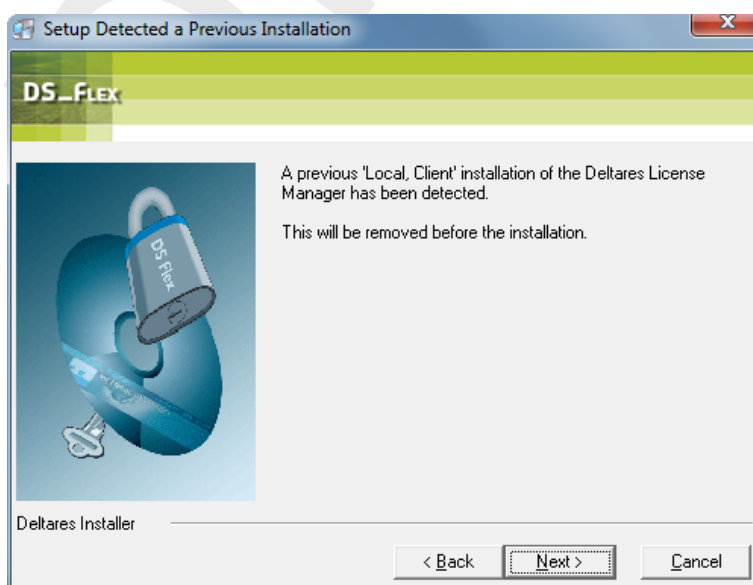 Setup Detected a Previous Installation
DS_FLEX
A previous 'Local, Client' installation of the Deltares License
Manager has been detected.
This will be removed before the installation.
DS Flex
Deltares Installer
< Back
Next >
Cancel